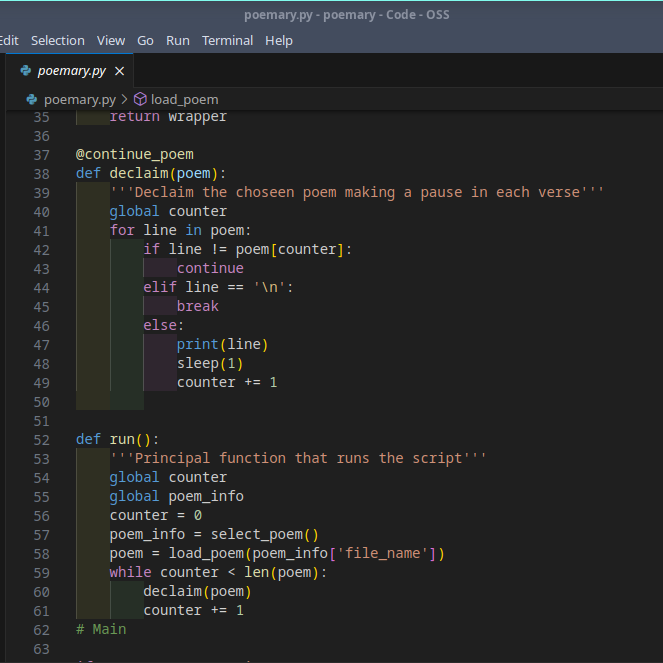 poemary.py - poemary - Code - OSS
Edit Selection View Go Run Terminal Help
poemary.py ×
poemary.py > load_poem
35 return wrapper
36
37 @continue_poem
38 def declaim(poem):
39 '''Declaim the choseen poem making a pause in each verse'''
40 global counter
41 for line in poem:
42 if line != poem[counter]:
43 continue
44 elif line == '\n':
45 break
46 else:
47 print(line)
48 sleep(1)
49 counter += 1
50
51
52 def run():
53 '''Principal function that runs the script'''
54 global counter
55 global poem_info
56 counter = 0
57 poem_info = select_poem()
58 poem = load_poem(poem_info['file_name'])
59 while counter < len(poem):
60 declaim(poem)
61 counter += 1
62 # Main
63